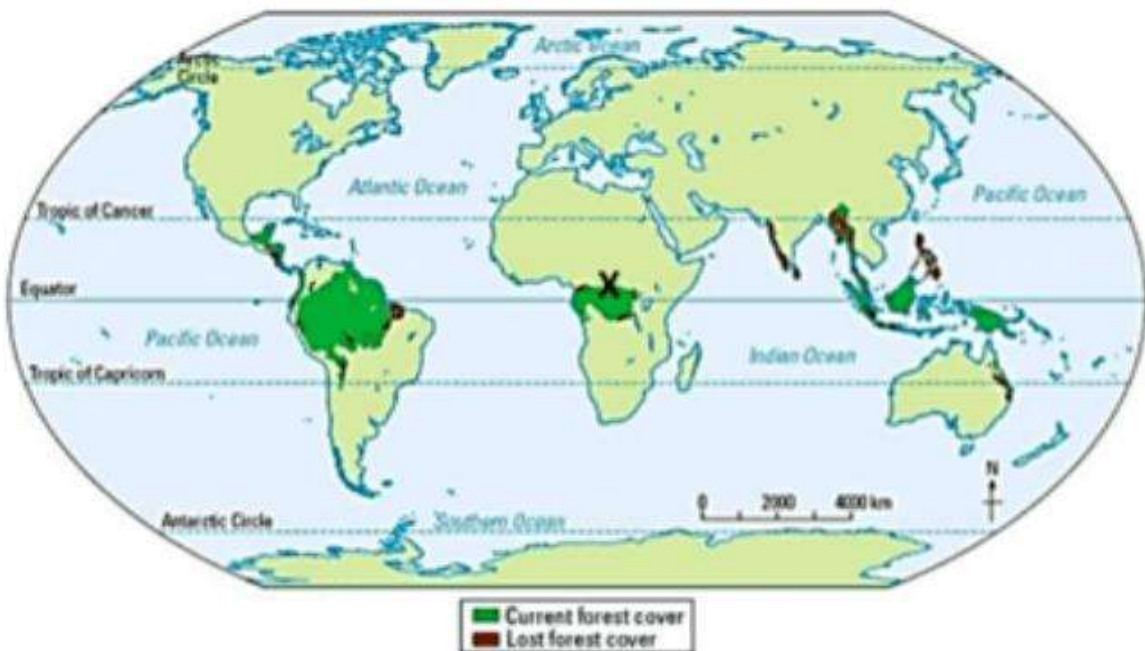 Arctic Ocean
Arctic
Circle
Atlantic Ocean
Pacific Ocean
Tropic of Cancer
X
Equator
Pacific Ocean
Indian Ocean
Tropic of Capricorn
N
0 2000 4000 km
Antarctic Circle
Southern Ocean
Current forest cover
Lost forest cover